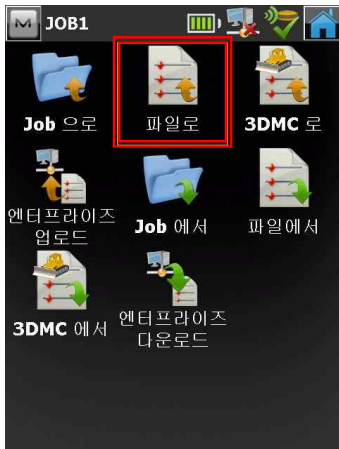 JOB1
Job 으로
파일로
3DMC 로
엔터프라이즈
업로드
Job 에서
파일에서
3DMC 에서
엔터프라이즈
다운로드